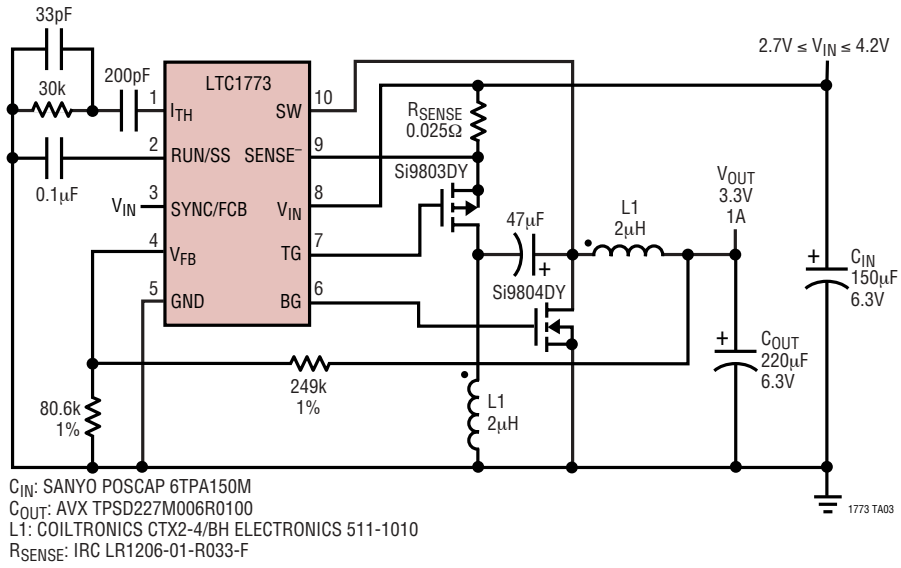 33pF
2.7V ≤ VIN ≤ 4.2V
30k
200pF
LTC1773
1
ITH
10
SW
RSENSE
0.025Ω
2
RUN/SS
9
SENSE–
0.1µF
Si9803DY
VIN
3
SYNC/FCB
8
VIN
VOUT
3.3V
1A
47µF
L1
2µH
4
VFB
7
TG
+
+
CIN
150µF
6.3V
Si9804DY
5
GND
6
BG
+
COUT
220µF
6.3V
249k
1%
80.6k
1%
L1
2µH
CIN: SANYO POSCAP 6TPA150M
COUT: AVX TPSD227M006R0100
L1: COILTRONICS CTX2-4/BH ELECTRONICS 511-1010
RSENSE: IRC LR1206-01-R033-F
1773 TA03